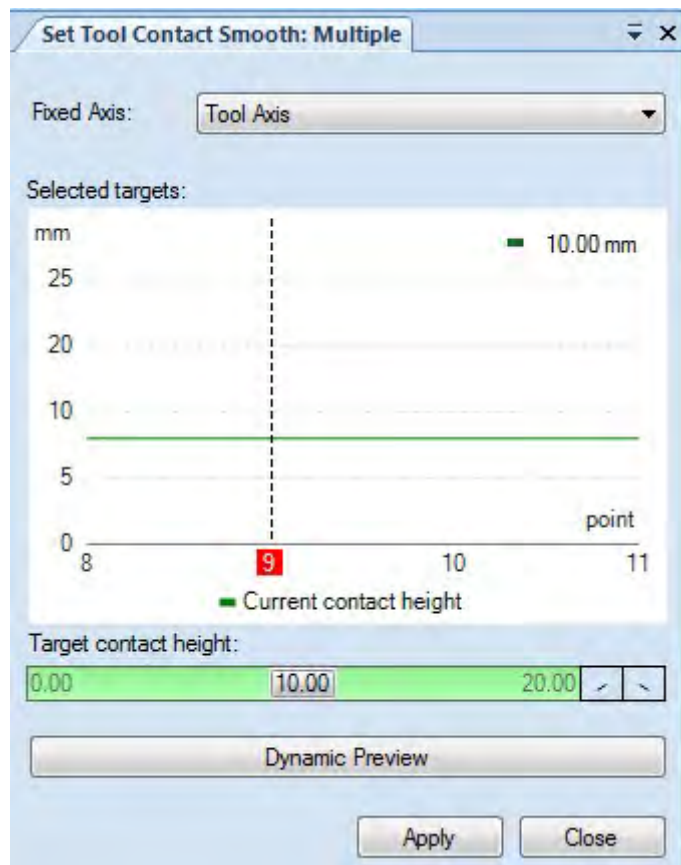 Set Tool Contact Smooth: Multiple
Fixed Axis: Tool Axis
Selected targets:
mm
10.00 mm
25
20
10
5
0
point
8 9 10 11
Current contact height
Target contact height:
0.00 10.00 20.00
Dynamic Preview
Apply Close